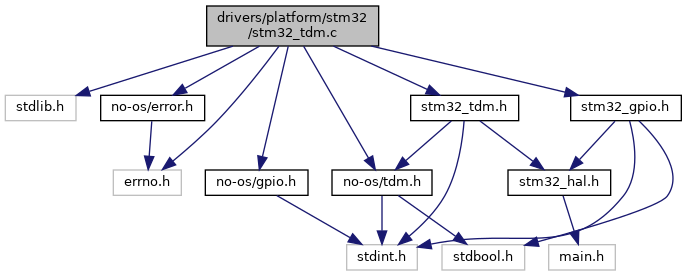 drivers/platform/stm32
/stm32_tdm.c
stdlib.h
no-os/error.h
stm32_tdm.h
stm32_gpio.h
errno.h
no-os/gpio.h
no-os/tdm.h
stm32_hal.h
stdint.h
stdbool.h
main.h